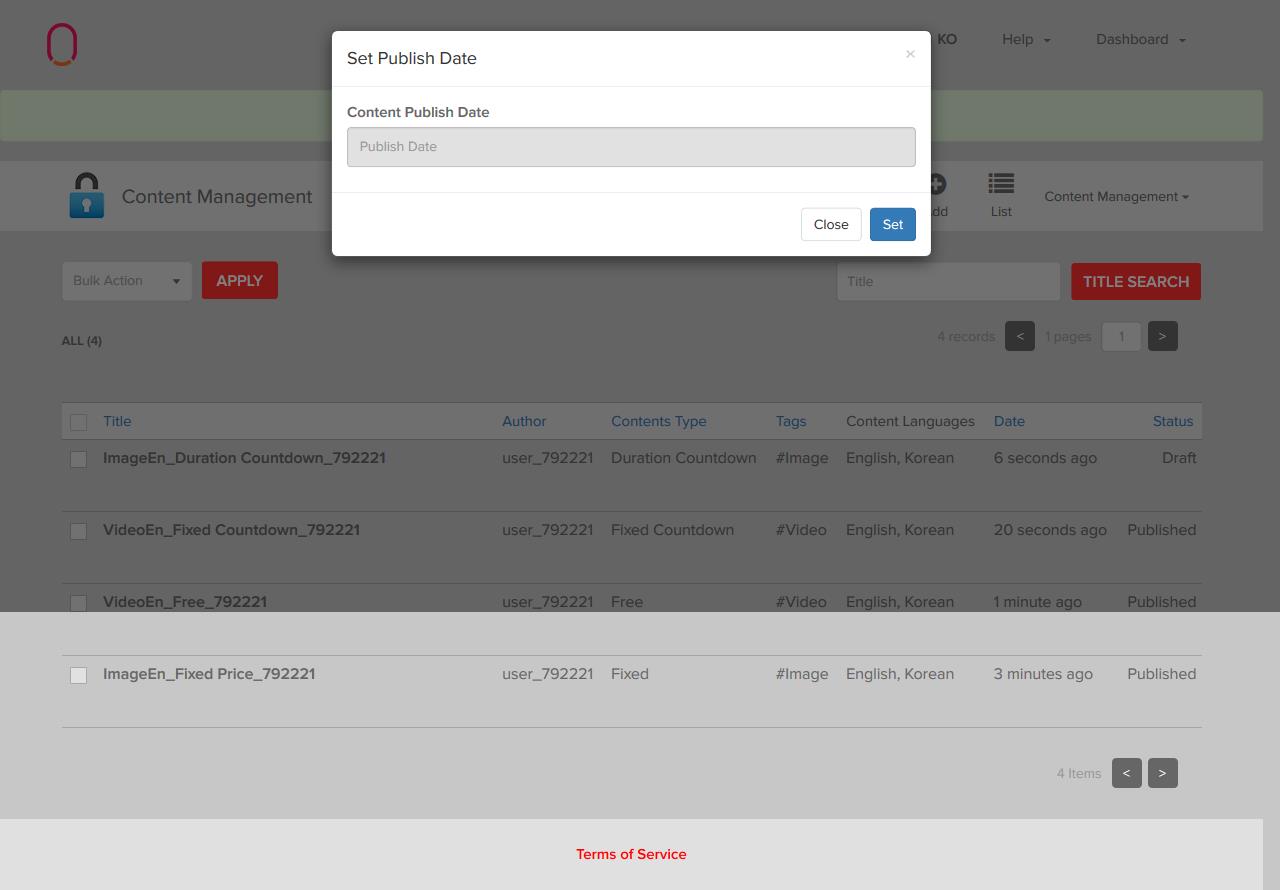 Set Publish Date ×
KO Help Dashboard
Content Publish Date
Publish Date
Content Management
List Content Management
Close Set
Bulk Action APPLY Title TITLE SEARCH
ALL (4) 4 records < 1 pages 1 >
Title Author Contents Type Tags Content Languages Date Status
ImageEn_Duration Countdown_792221 user_792221 Duration Countdown #Image English, Korean 6 seconds ago Draft
VideoEn_Fixed Countdown_792221 user_792221 Fixed Countdown #Video English, Korean 20 seconds ago Published
VideoEn_Free_792221 user_792221 Free #Video English, Korean 1 minute ago Published
ImageEn_Fixed Price_792221 user_792221 Fixed #Image English, Korean 3 minutes ago Published
4 Items < >
Terms of Service